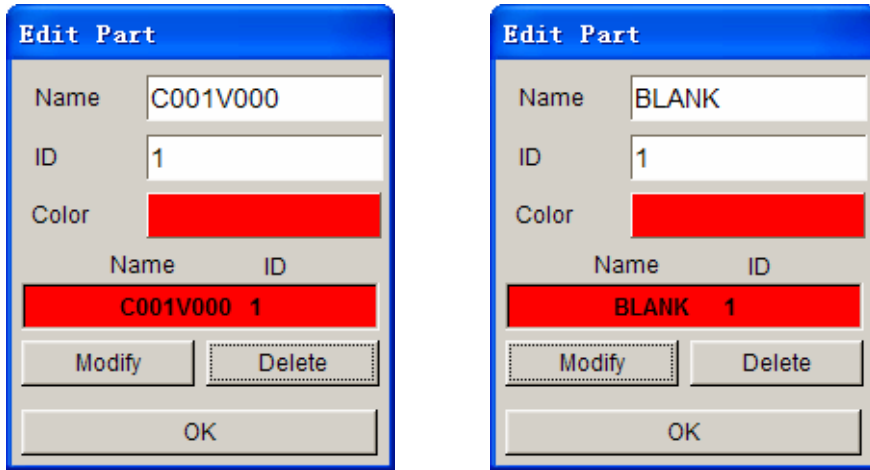 Edit Part
Name C001V000
ID 1
Color
Name ID
C001V000 1
Modify Delete
OK
Edit Part
Name BLANK
ID 1
Color
Name ID
BLANK 1
Modify Delete
OK